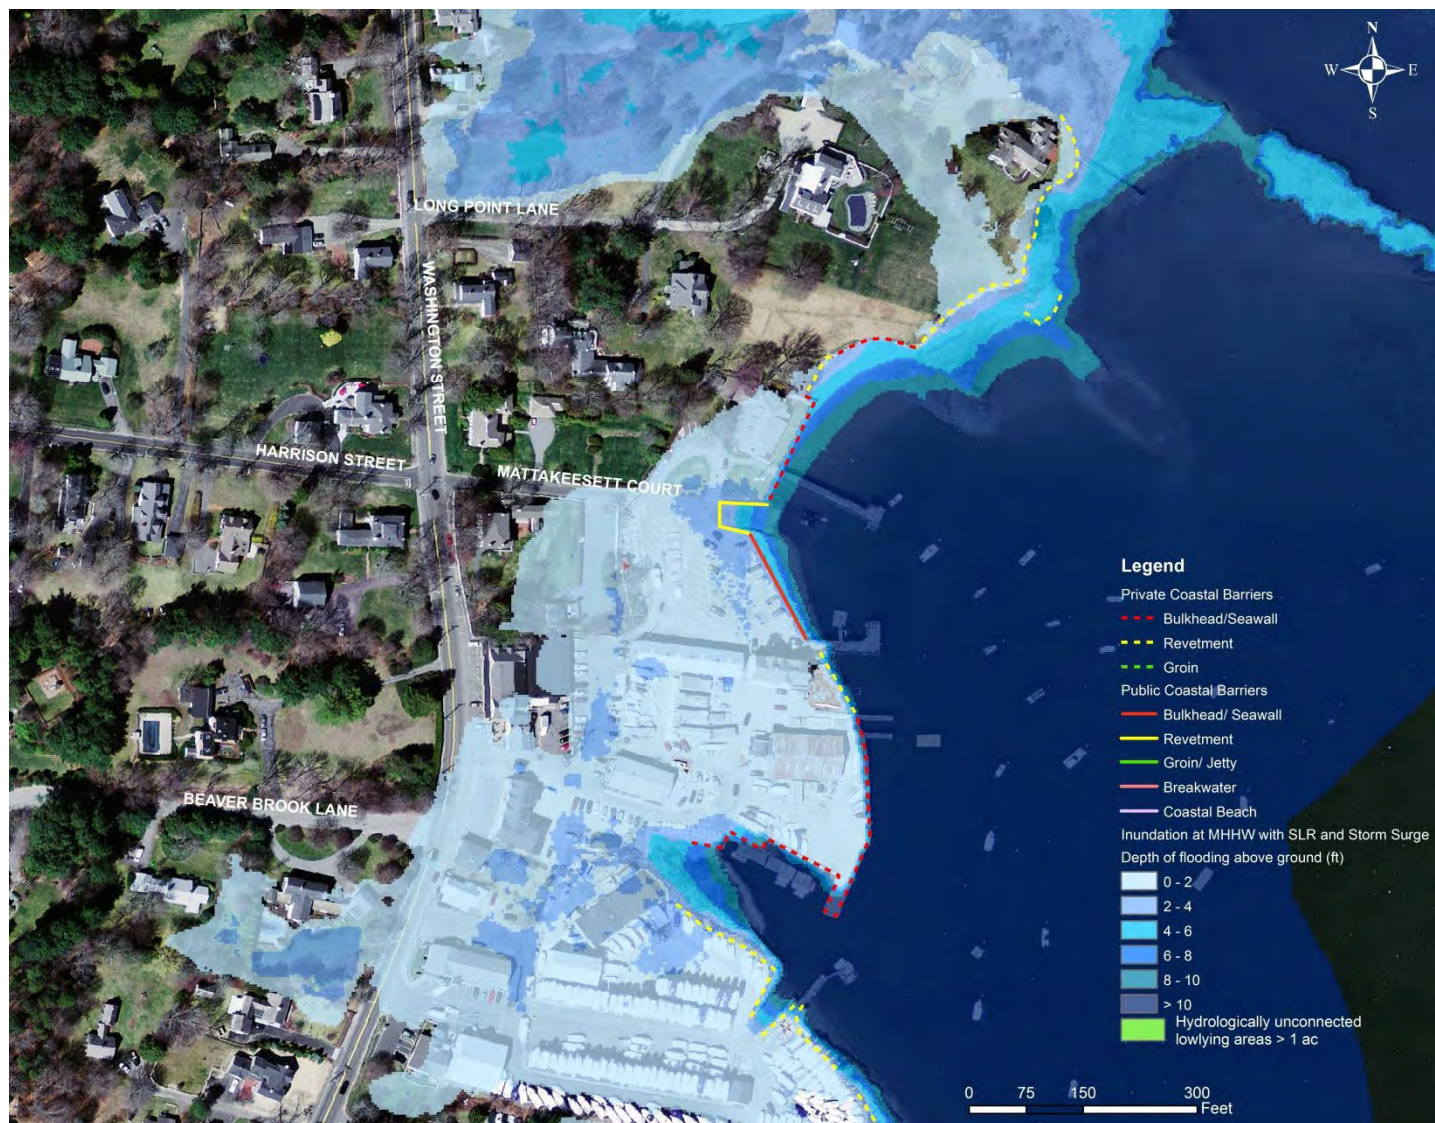 N
W E
S
LONG POINT LANE
WASHINGTON STREET
HARRISON STREET
MATTAKEESETT COURT
BEAVER BROOK LANE
Legend
Private Coastal Barriers
Bulkhead/Seawall
Revetment
Groin
Public Coastal Barriers
Bulkhead/ Seawall
Revetment
Groin/ Jetty
Breakwater
Coastal Beach
Inundation at MHHW with SLR and Storm Surge
Depth of flooding above ground (ft)
0 - 2
2 - 4
4 - 6
6 - 8
8 - 10
> 10
Hydrologically unconnected
lowlying areas > 1 ac
0 75 150 300
Feet